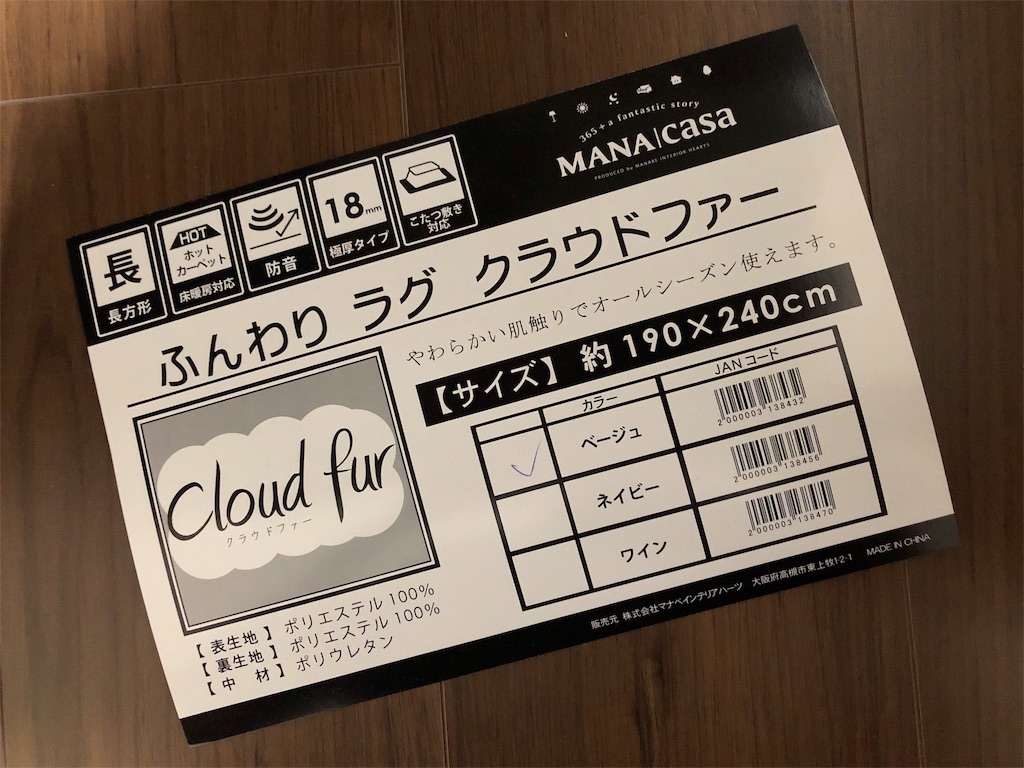 365+a fantastic story
MANA|casa
PRODUCED by MANABE INTERIOR HEARTS
長
長方形
HOT
ホット
カーペット
床暖房対応
防音
18mm
極厚タイプ
こたつ敷き
対応
ふんわり ラグ クラウドファー
やわらかい肌触りでオールシーズン使えます。
【サイズ】 約 190×240cm
カラー JANコード
ベージュ 2 000003 138432
ネイビー 2 000003 138456
ワイン 2 000003 138470
Cloud fur
クラウドファー
【 表生地 】 ポリエステル 100%
【 裏生地 】 ポリエステル 100%
【 中 材 】 ポリウレタン
販売元 株式会社マナベインテリアハーツ 大阪府高槻市東上牧1-2-1 MADE IN CHINA